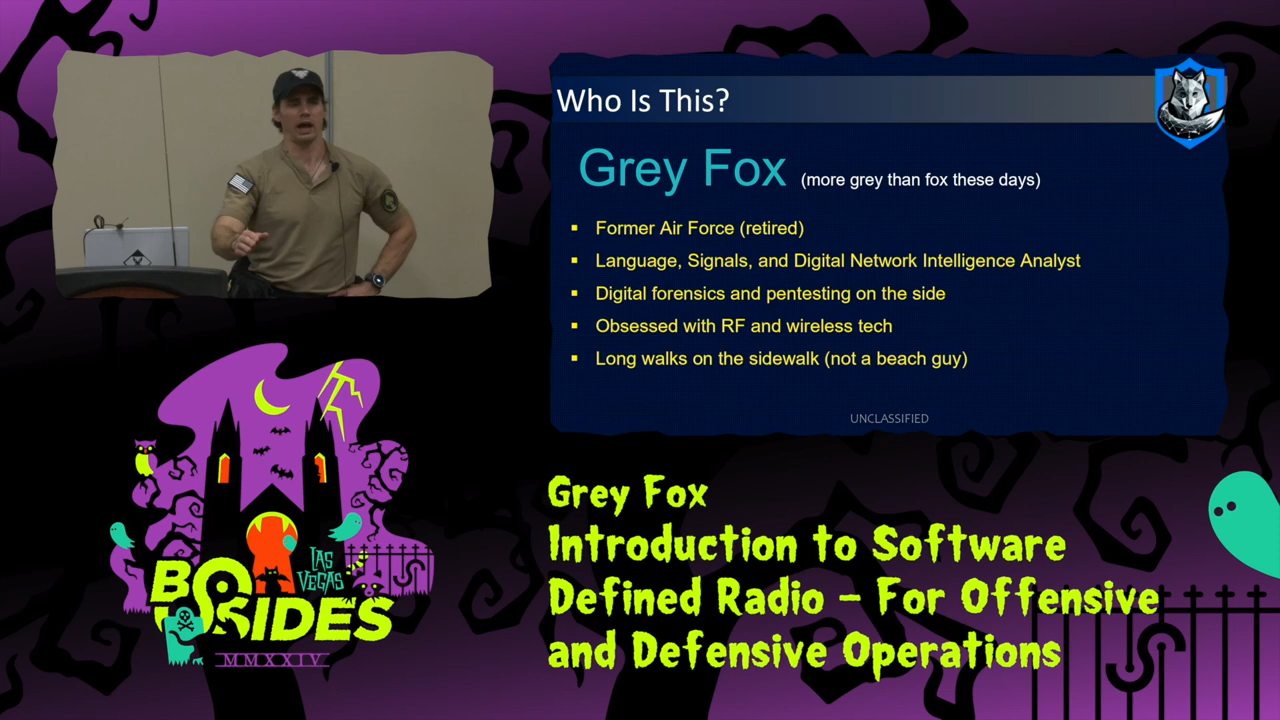 Who Is This?
Grey Fox (more grey than fox these days)
▪ Former Air Force (retired)
▪ Language, Signals, and Digital Network Intelligence Analyst
▪ Digital forensics and pentesting on the side
▪ Obsessed with RF and wireless tech
▪ Long walks on the sidewalk (not a beach guy)
UNCLASSIFIED
LAS
VEGAS
BSIDES
MMXXIV
Grey Fox
Introduction to Software
Defined Radio – For Offensive
and Defensive Operations